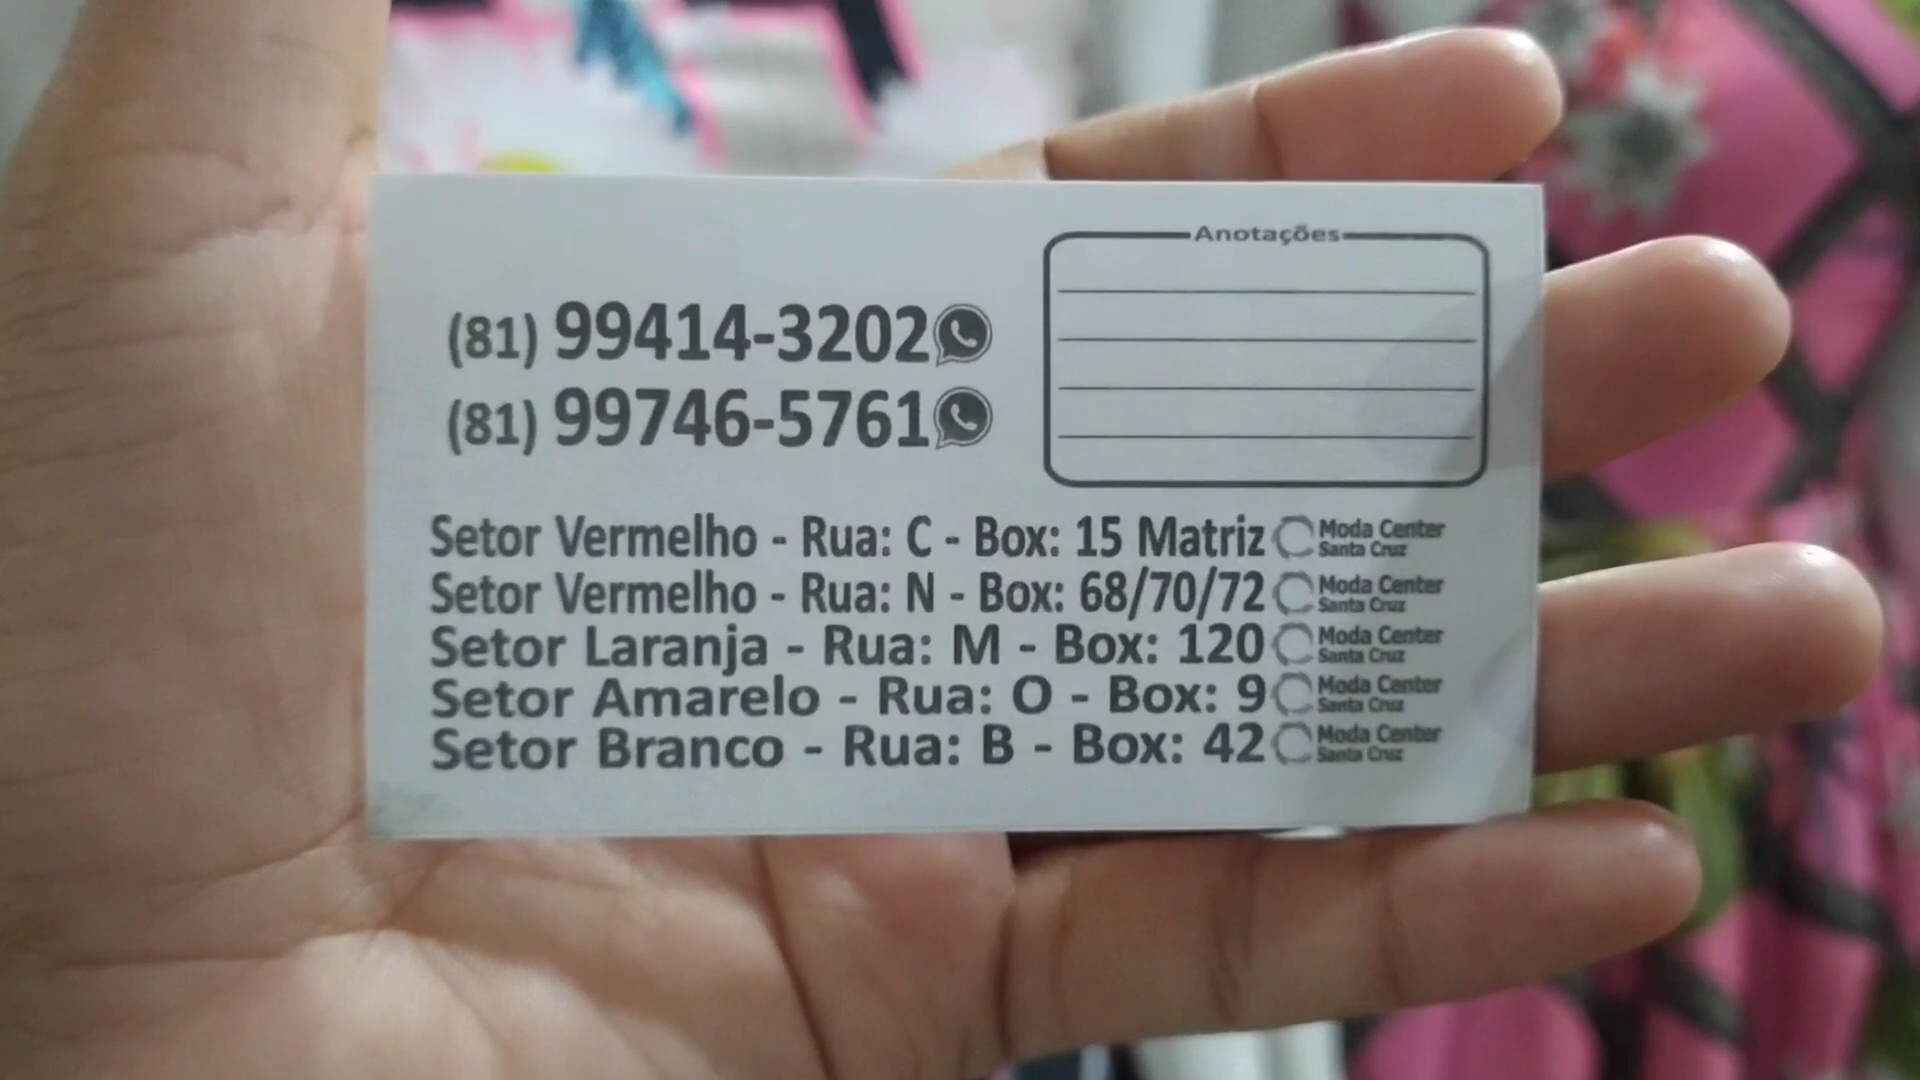 Anotações
(81) 99414-3202
(81) 99746-5761
Setor Vermelho - Rua: C - Box: 15 Matriz Moda Center Santa Cruz
Setor Vermelho - Rua: N - Box: 68/70/72 Moda Center Santa Cruz
Setor Laranja - Rua: M - Box: 120 Moda Center Santa Cruz
Setor Amarelo - Rua: O - Box: 9 Moda Center Santa Cruz
Setor Branco - Rua: B - Box: 42 Moda Center Santa Cruz